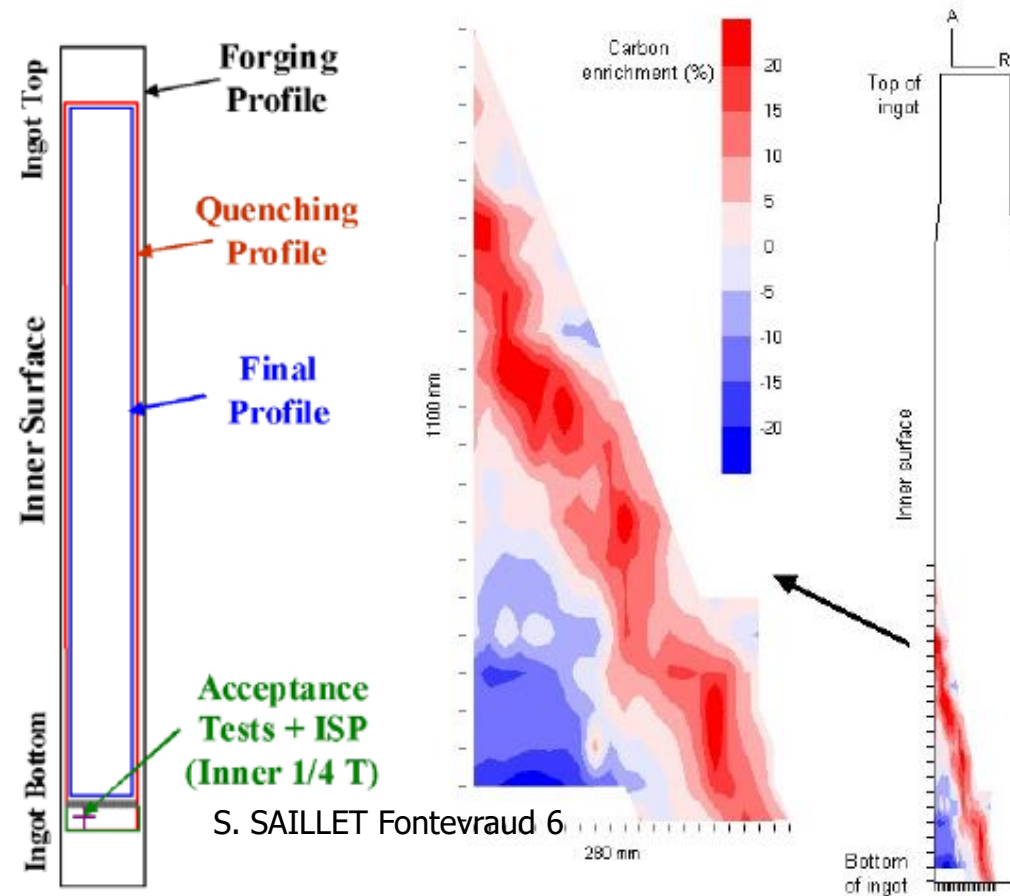 Ingot Top
Inner Surface
Ingot Bottom
Forging
Profile
Quenching
Profile
Final
Profile
Acceptance
Tests + ISP
(Inner 1/4 T)
S. SAILLET Fontevraud 6
1100 mm
280 mm
Carbon
enrichment (%)
20
15
10
5
0
-5
-10
-15
-20
A
R
Top of
ingot
Inner surface
Bottom
of ingot